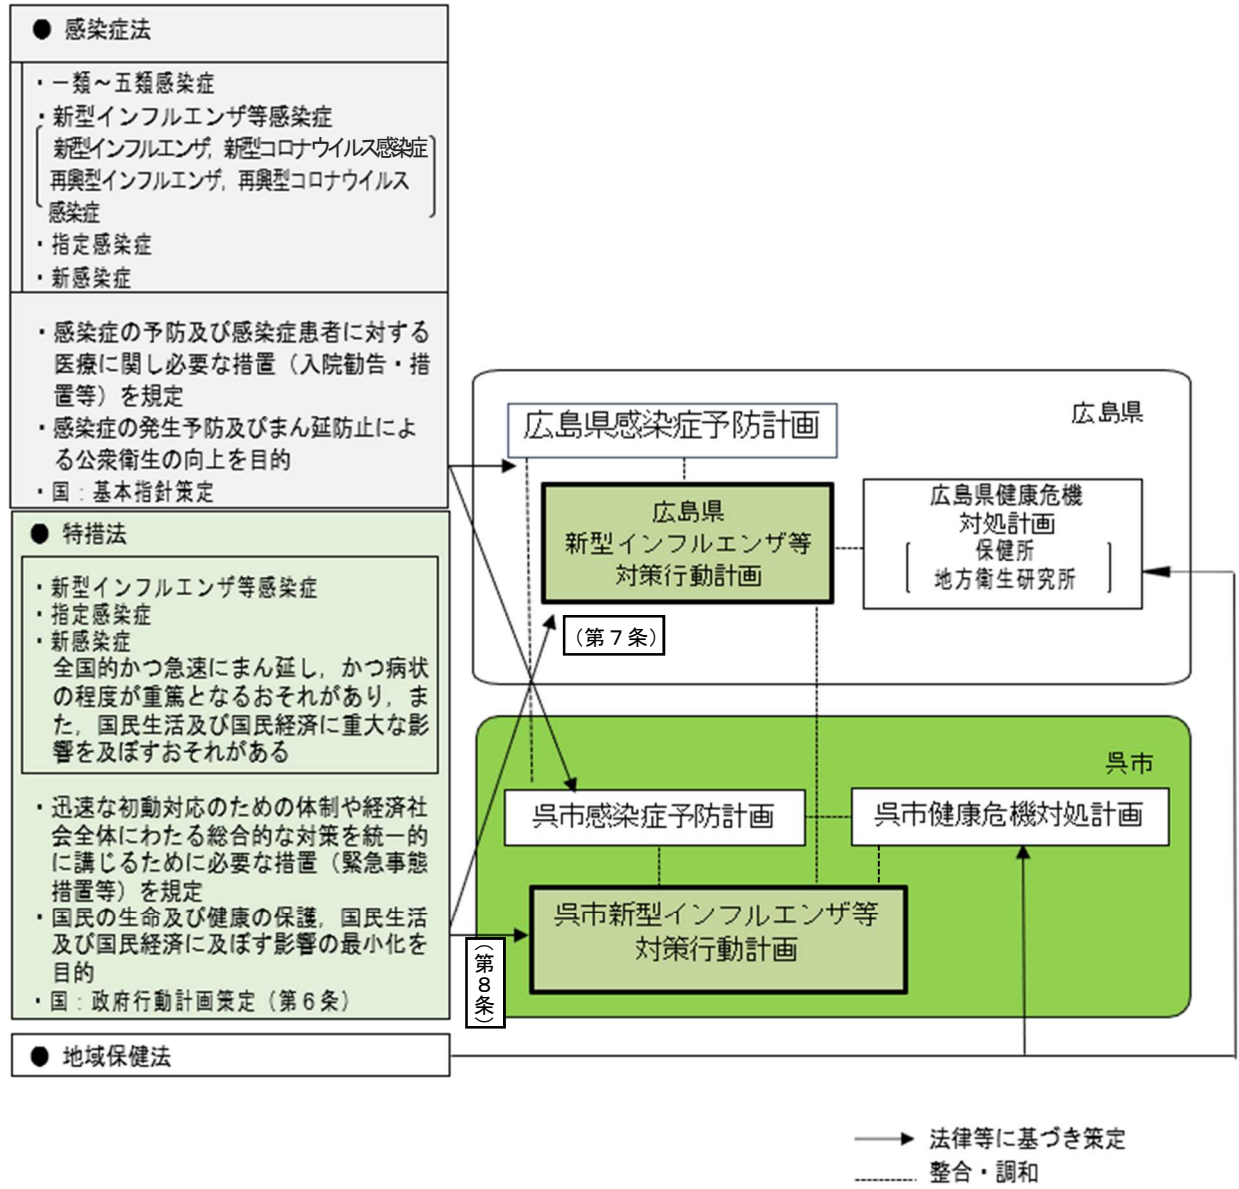 ● 感染症法
・一類～五類感染症
・新型インフルエンザ等感染症
新型インフルエンザ，新型コロナウイルス感染症
再興型インフルエンザ，再興型コロナウイルス
感染症
・指定感染症
・新感染症
・感染症の予防及び感染症患者に対する
医療に関し必要な措置（入院勧告・措
置等）を規定
・感染症の発生予防及びまん延防止によ
る公衆衛生の向上を目的
・国：基本指針策定
● 特措法
・新型インフルエンザ等感染症
・指定感染症
・新感染症
全国的かつ急速にまん延し，かつ病状
の程度が重篤となるおそれがあり，ま
た，国民生活及び国民経済に重大な影
響を及ぼすおそれがある
・迅速な初動対応のための体制や経済社
会全体にわたる総合的な対策を統一的
に講じるために必要な措置（緊急事態
措置等）を規定
・国民の生命及び健康の保護，国民生活
及び国民経済に及ぼす影響の最小化を
目的
・国：政府行動計画策定（第６条）
● 地域保健法
広島県
広島県感染症予防計画
広島県
新型インフルエンザ等
対策行動計画
（第７条）
広島県健康危機
対処計画
保健所
地方衛生研究所
呉市
呉市感染症予防計画
呉市健康危機対処計画
呉市新型インフルエンザ等
対策行動計画
（第８条）
法律等に基づき策定
整合・調和